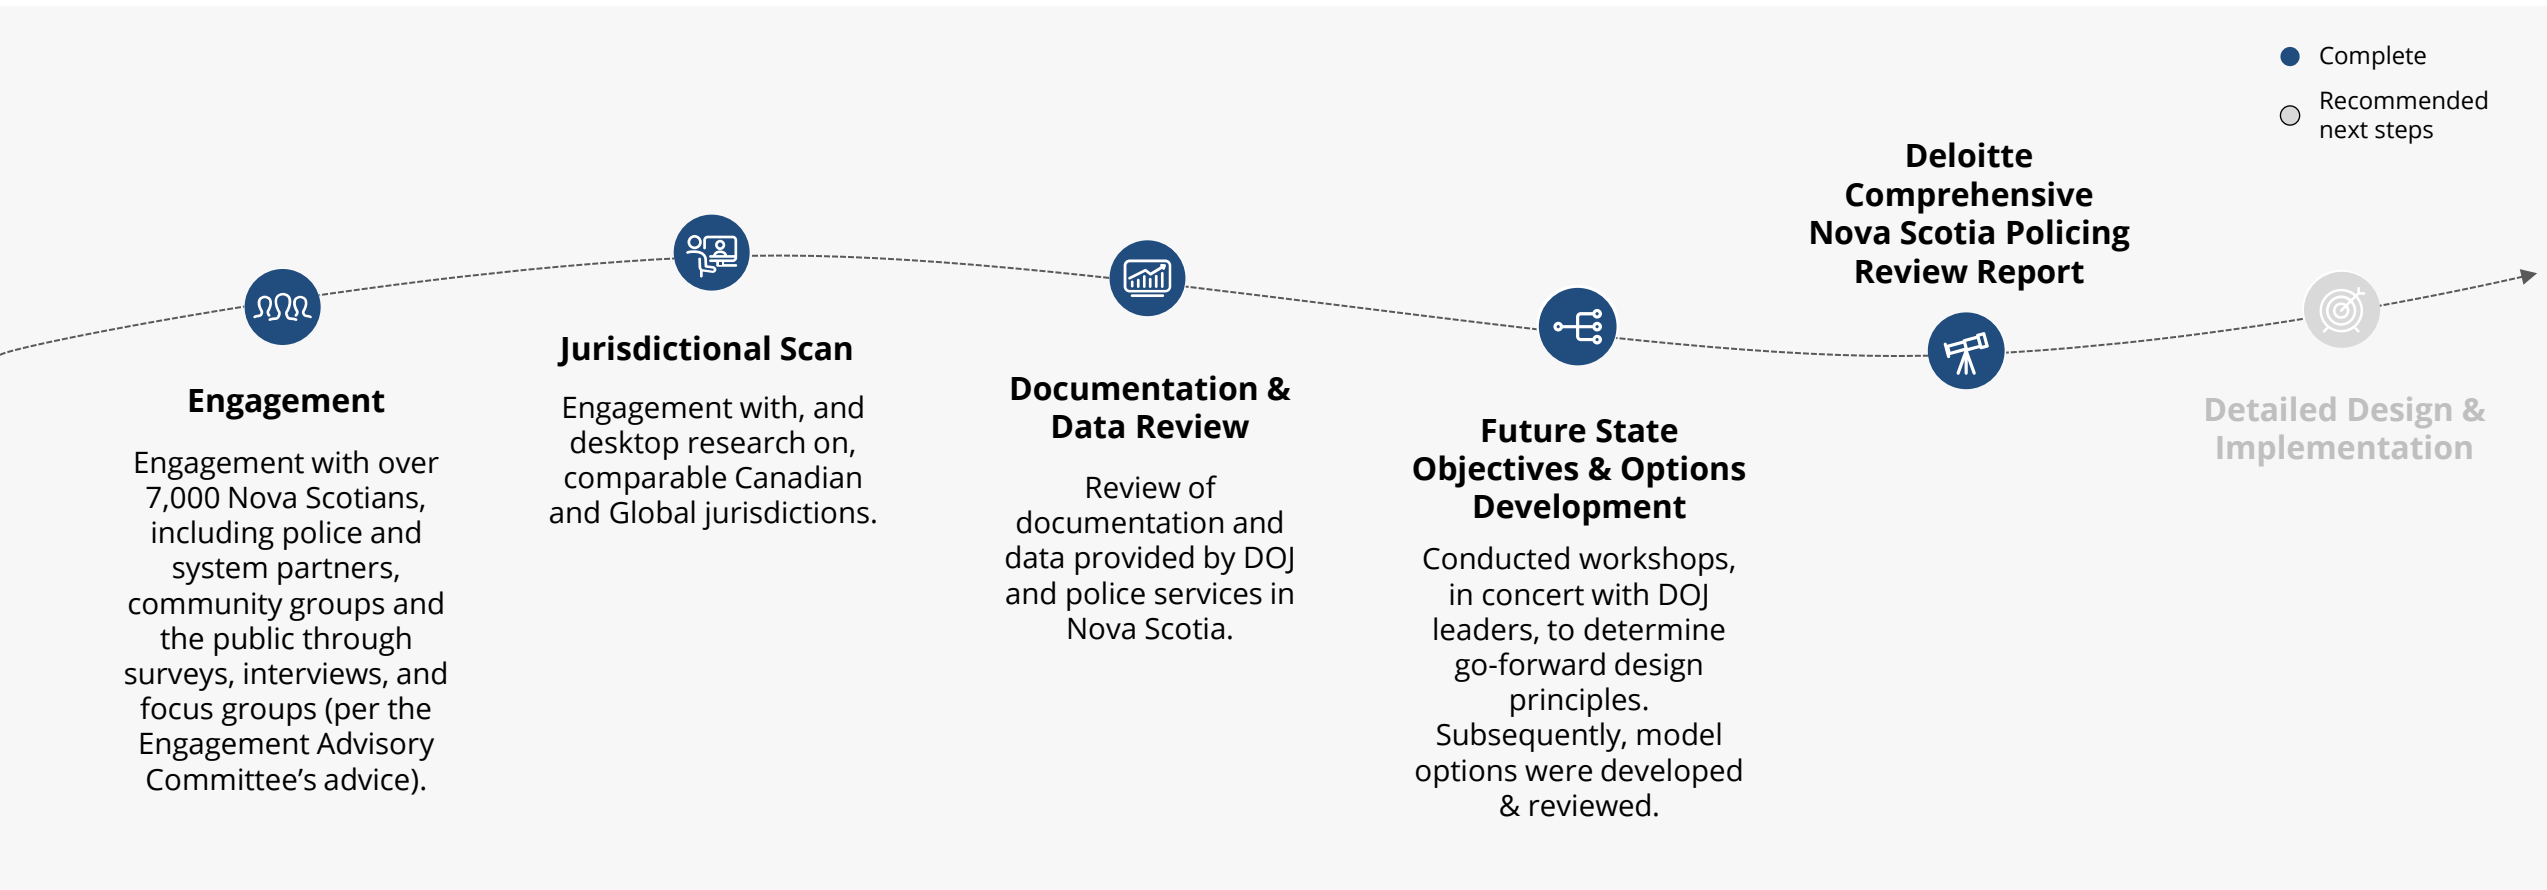 Complete
Recommended
next steps
Engagement
Engagement with over
7,000 Nova Scotians,
including police and
system partners,
community groups and
the public through
surveys, interviews, and
focus groups (per the
Engagement Advisory
Committee’s advice).
Jurisdictional Scan
Engagement with, and
desktop research on,
comparable Canadian
and Global jurisdictions.
Documentation &
Data Review
Review of
documentation and
data provided by DOJ
and police services in
Nova Scotia.
Future State
Objectives & Options
Development
Conducted workshops,
in concert with DOJ
leaders, to determine
go-forward design
principles.
Subsequently, model
options were developed
& reviewed.
Deloitte
Comprehensive
Nova Scotia Policing
Review Report
Detailed Design &
Implementation